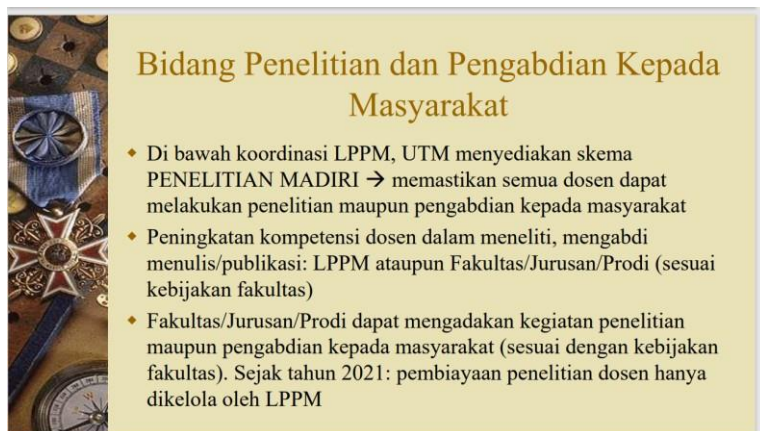 Bidang Penelitian dan Pengabdian Kepada
Masyarakat
◆ Di bawah koordinasi LPPM, UTM menyediakan skema
PENELITIAN MADIRI → memastikan semua dosen dapat
melakukan penelitian maupun pengabdian kepada masyarakat
◆ Peningkatan kompetensi dosen dalam meneliti, mengabdi
menulis/publikasi: LPPM ataupun Fakultas/Jurusan/Prodi (sesuai
kebijakan fakultas)
◆ Fakultas/Jurusan/Prodi dapat mengadakan kegiatan penelitian
maupun pengabdian kepada masyarakat (sesuai dengan kebijakan
fakultas). Sejak tahun 2021: pembiayaan penelitian dosen hanya
dikelola oleh LPPM